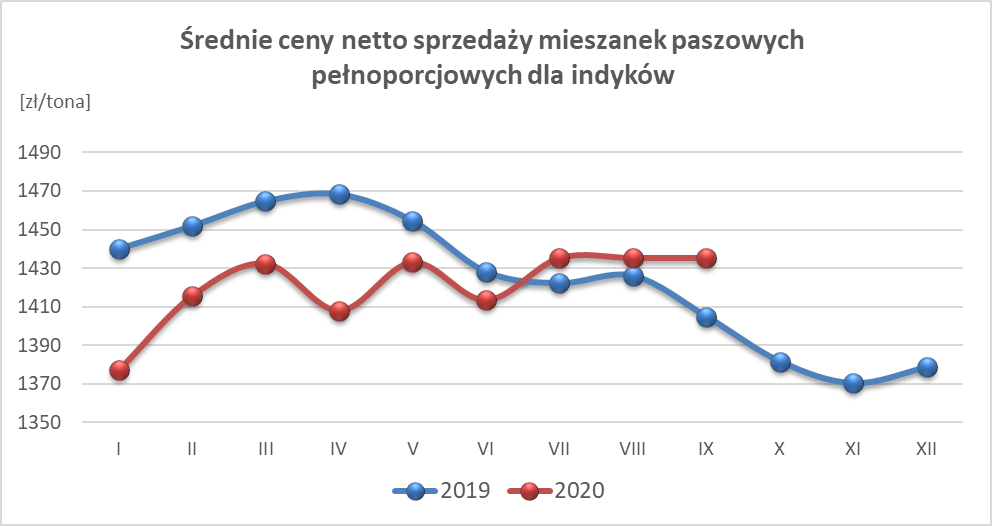 Średnie ceny netto sprzedaży mieszanek paszowych
pełnoporcjowych dla indyków
[zł/tona]
1490
1470
1450
1430
1410
1390
1370
1350
I II III IV V VI VII VIII IX X XI XII
2019 2020